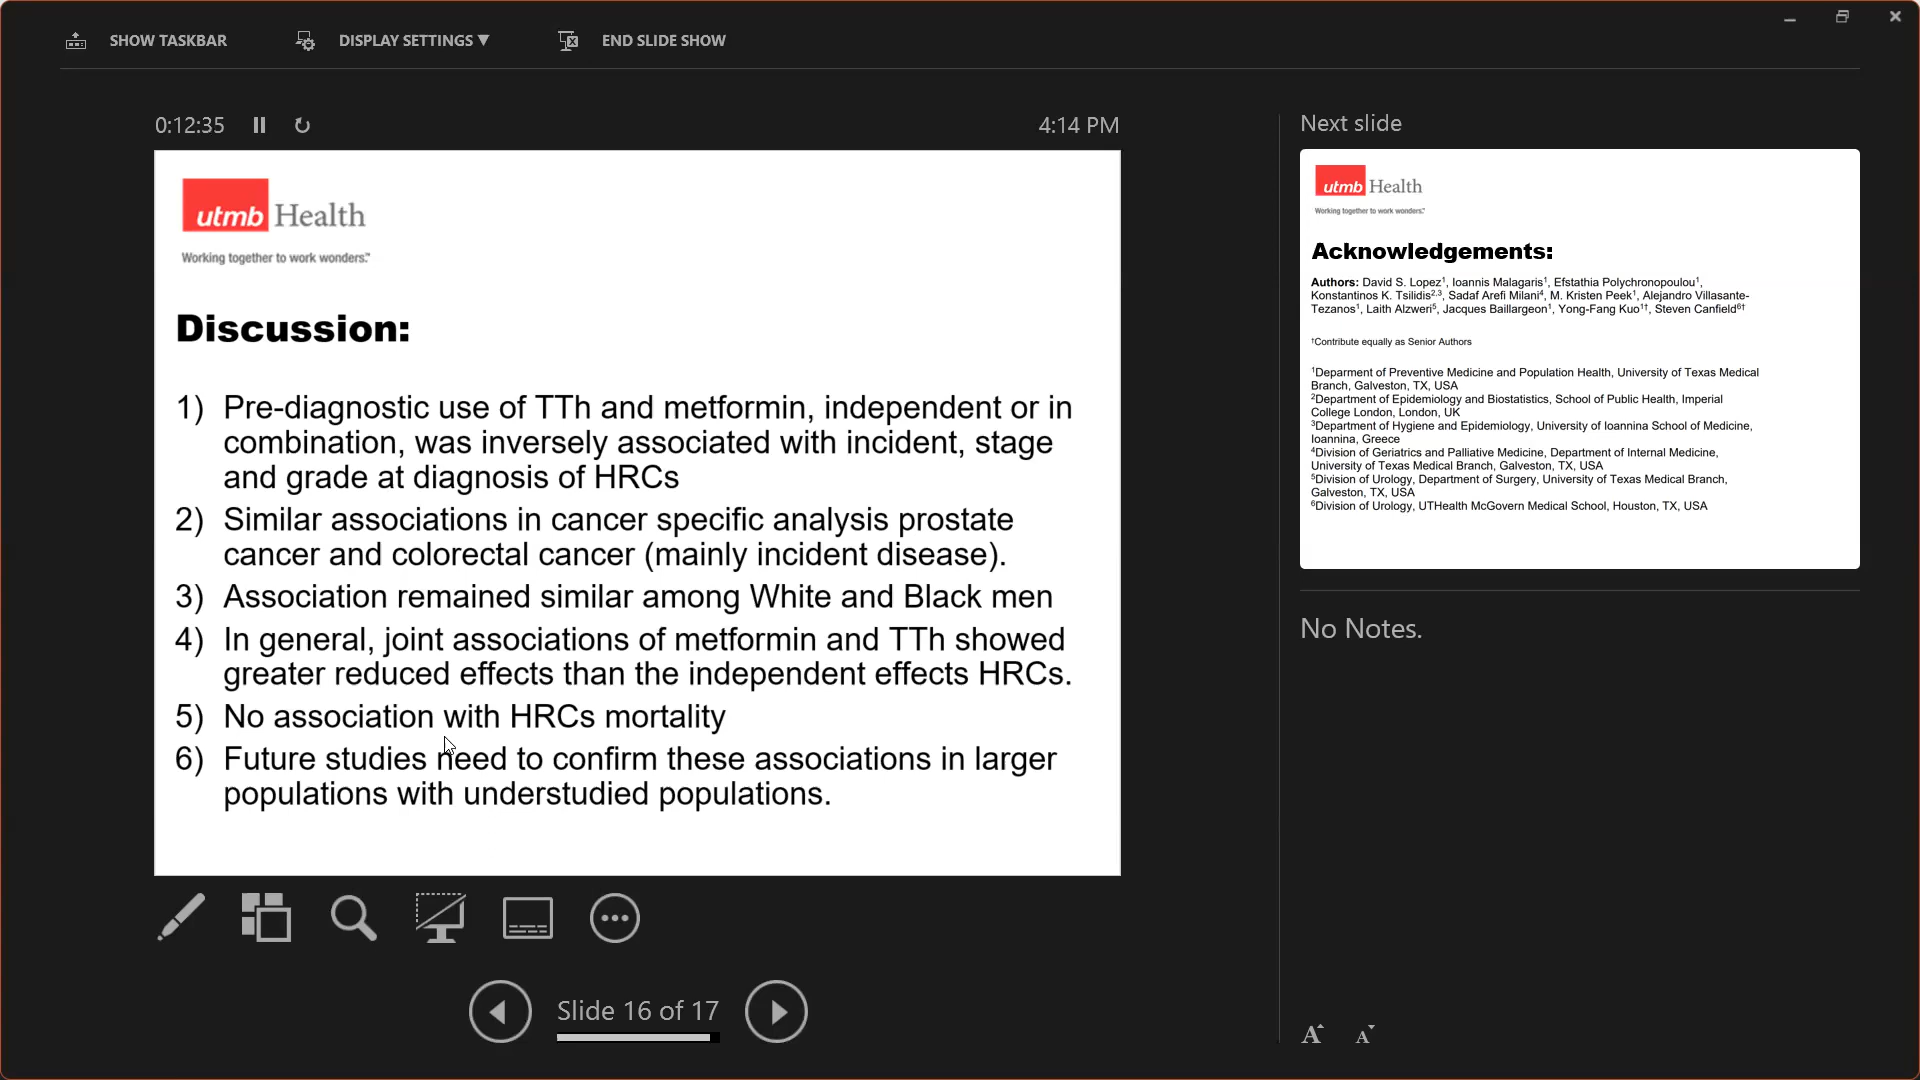 SHOW TASKBAR DISPLAY SETTINGS ▼ END SLIDE SHOW
0:12:35 4:14 PM
utmb Health
Working together to work wonders.™
Discussion:
1) Pre-diagnostic use of TTh and metformin, independent or in
combination, was inversely associated with incident, stage
and grade at diagnosis of HRCs
2) Similar associations in cancer specific analysis prostate
cancer and colorectal cancer (mainly incident disease).
3) Association remained similar among White and Black men
4) In general, joint associations of metformin and TTh showed
greater reduced effects than the independent effects HRCs.
5) No association with HRCs mortality
6) Future studies need to confirm these associations in larger
populations with understudied populations.
Slide 16 of 17
Next slide
utmb Health
Working together to work wonders.™
Acknowledgements:
Authors: David S. Lopez¹, Ioannis Malagaris¹, Efstathia Polychronopoulou¹,
Konstantinos K. Tsilidis²,³, Sadaf Arefi Milani⁴, M. Kristen Peek¹, Alejandro Villasante-
Tezanos¹, Laith Alzweri⁵, Jacques Baillargeon¹, Yong-Fang Kuo¹†, Steven Canfield⁶†
†Contribute equally as Senior Authors
¹Deparment of Preventive Medicine and Population Health, University of Texas Medical
Branch, Galveston, TX, USA
²Department of Epidemiology and Biostatistics, School of Public Health, Imperial
College London, London, UK
³Department of Hygiene and Epidemiology, University of Ioannina School of Medicine,
Ioannina, Greece
⁴Division of Geriatrics and Palliative Medicine, Department of Internal Medicine,
University of Texas Medical Branch, Galveston, TX, USA
⁵Division of Urology, Department of Surgery, University of Texas Medical Branch,
Galveston, TX, USA
⁶Division of Urology, UTHealth McGovern Medical School, Houston, TX, USA
No Notes.
A A